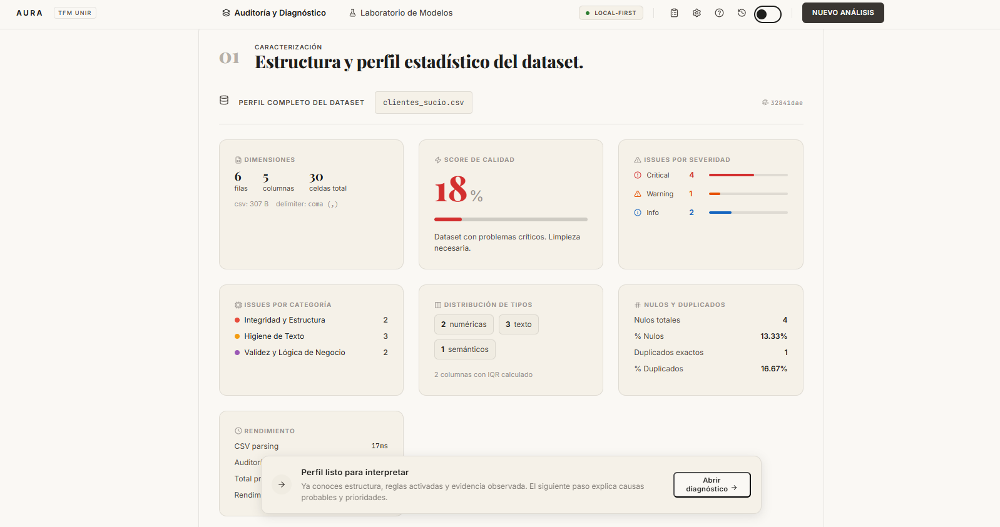 AURA
TFM UNIR
Auditoría y Diagnóstico
Laboratorio de Modelos
LOCAL-FIRST
NUEVO ANÁLISIS
01
CARACTERIZACIÓN
Estructura y perfil estadístico del dataset.
PERFIL COMPLETO DEL DATASET
clientes_sucio.csv
32841dae
DIMENSIONES
6 5 30
filas columnas celdas total
csv: 307 B delimiter: coma (,)
SCORE DE CALIDAD
18 %
Dataset con problemas críticos. Limpieza
necesaria.
ISSUES POR SEVERIDAD
Critical 4
Warning 1
Info 2
ISSUES POR CATEGORÍA
Integridad y Estructura 2
Higiene de Texto 3
Validez y Lógica de Negocio 2
DISTRIBUCIÓN DE TIPOS
2 numéricas 3 texto
1 semánticos
2 columnas con IQR calculado
NULOS Y DUPLICADOS
Nulos totales 4
% Nulos 13.33%
Duplicados exactos 1
% Duplicados 16.67%
RENDIMIENTO
CSV parsing 17ms
Total
Perfil listo para interpretar
Ya conoces estructura, reglas activadas y evidencia observada. El siguiente paso explica causas
probables y prioridades.
Abrir
diagnóstico →